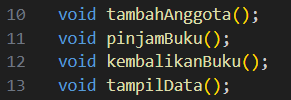 10 void tambahAnggota();
11 void pinjamBuku();
12 void kembalikanBuku();
13 void tampilData();